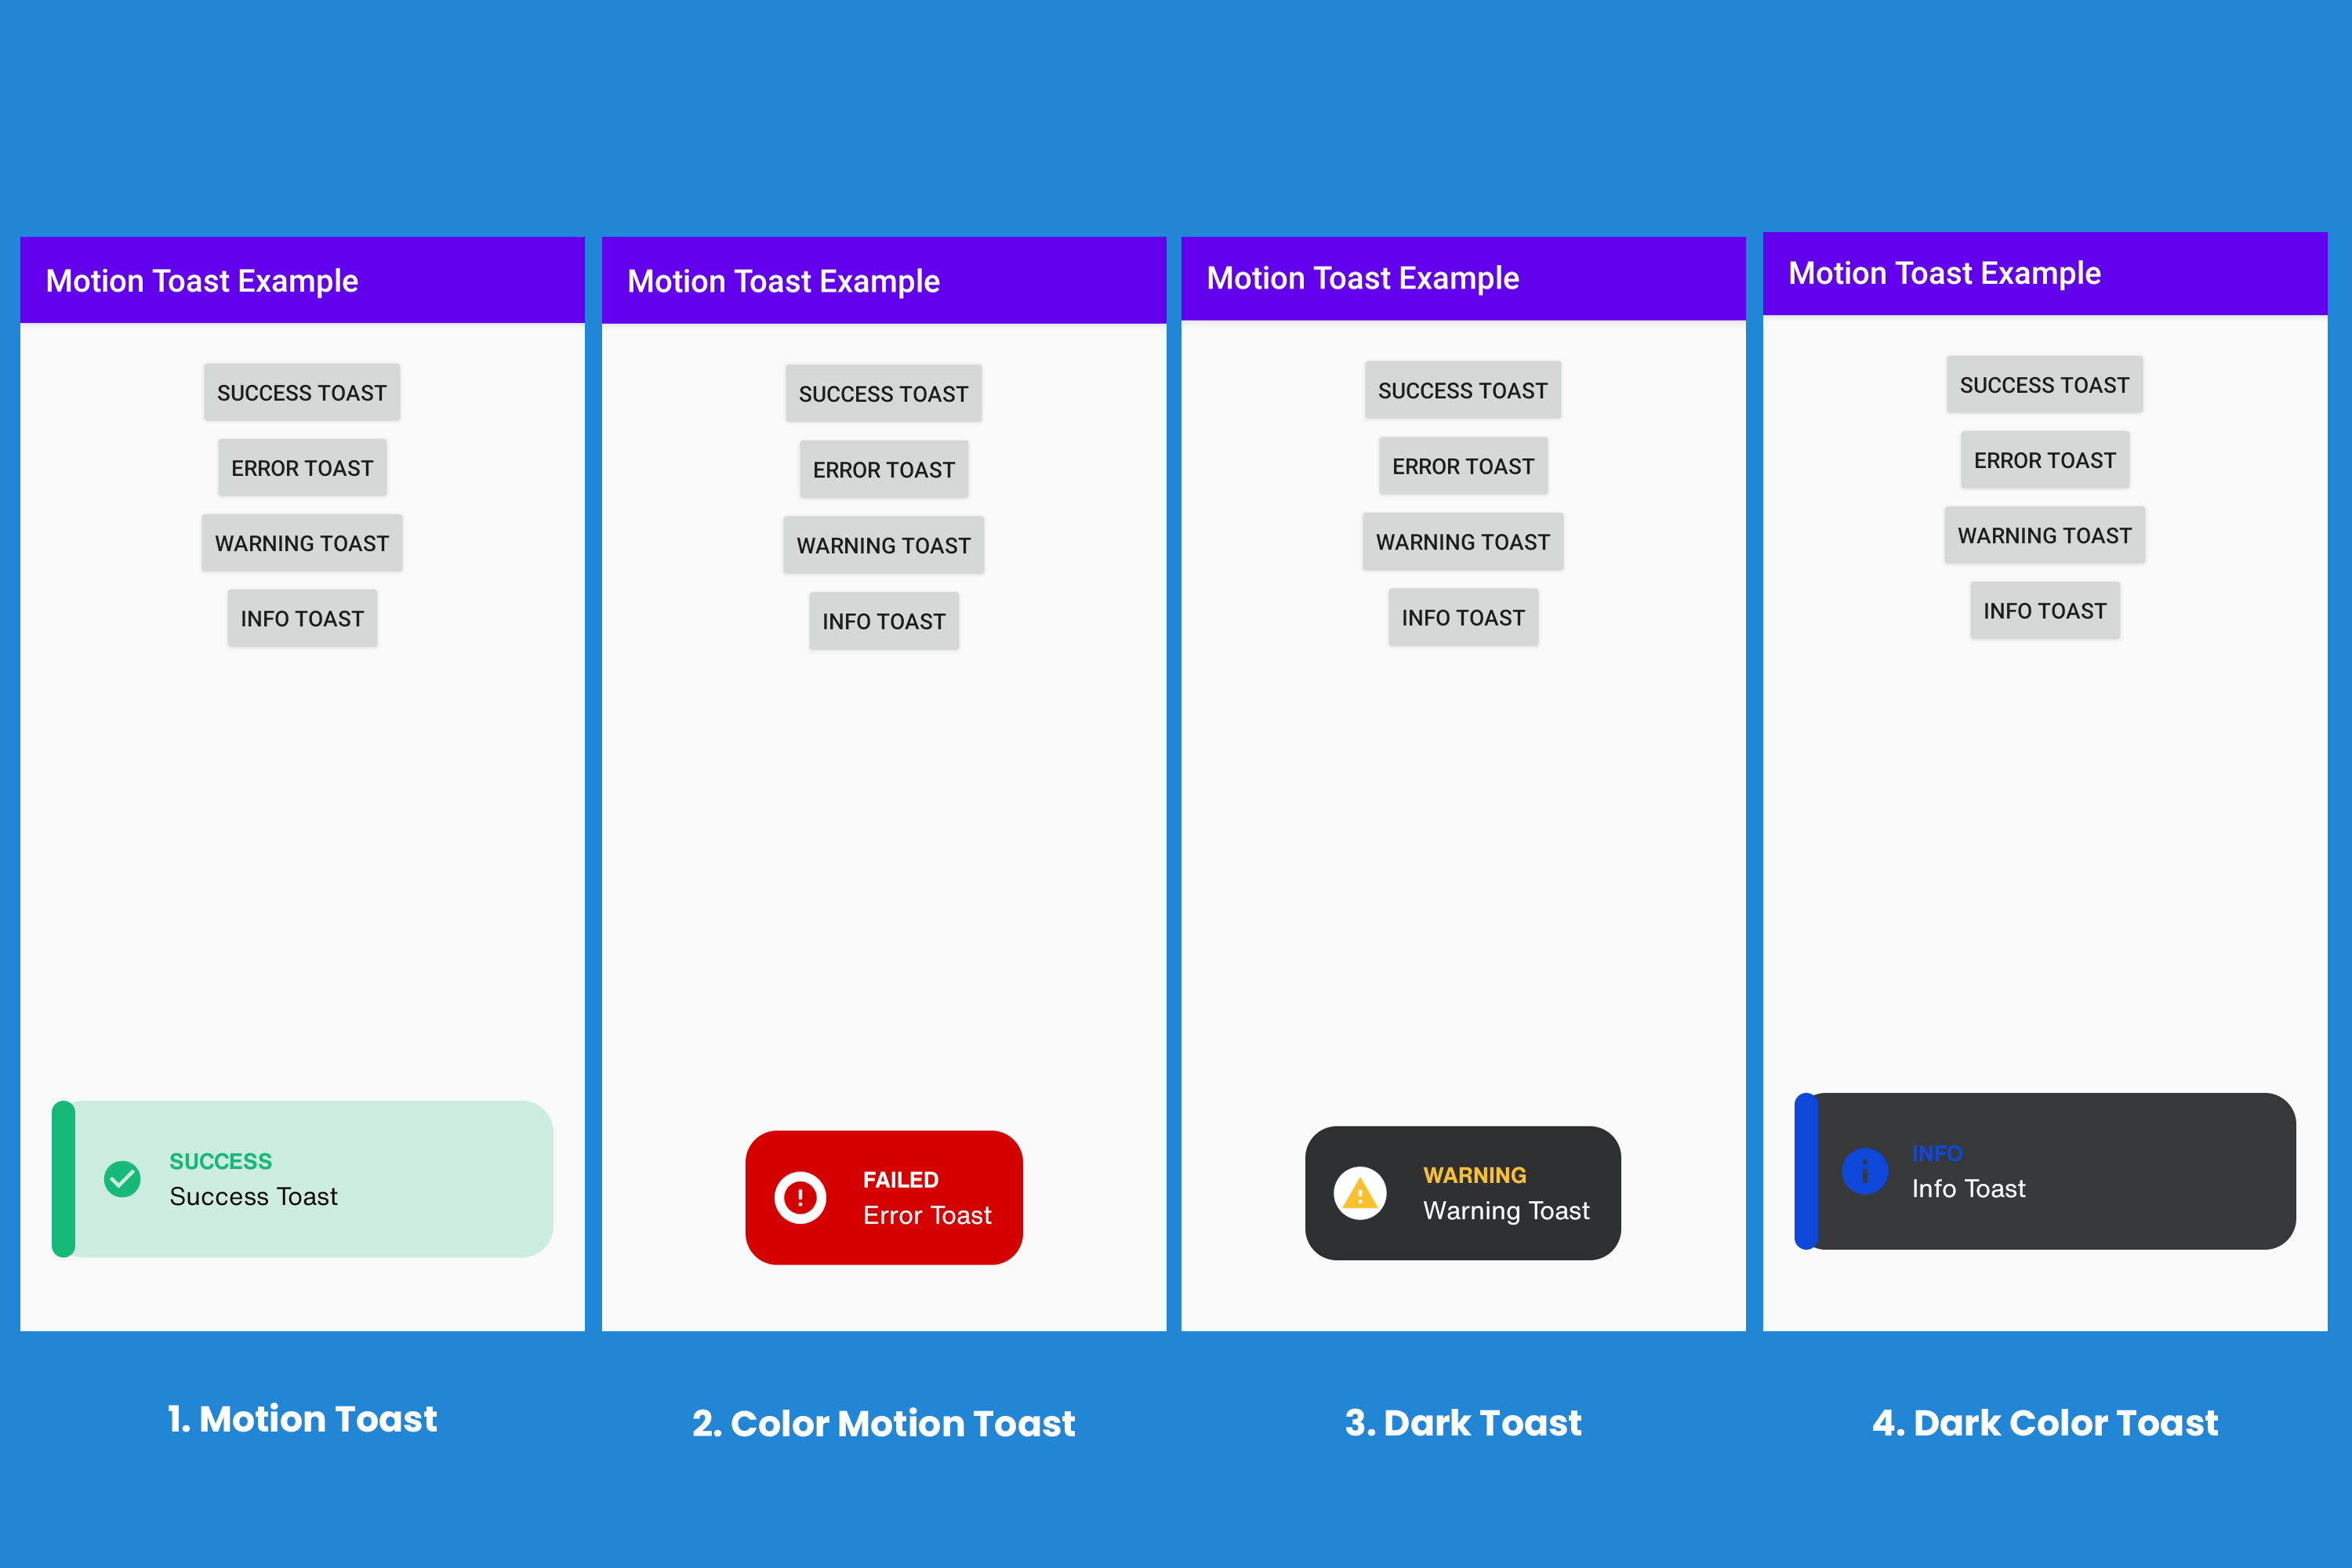 Motion Toast Example
SUCCESS TOAST
ERROR TOAST
WARNING TOAST
INFO TOAST
SUCCESS
Success Toast
1. Motion Toast
Motion Toast Example
SUCCESS TOAST
ERROR TOAST
WARNING TOAST
INFO TOAST
FAILED
Error Toast
2. Color Motion Toast
Motion Toast Example
SUCCESS TOAST
ERROR TOAST
WARNING TOAST
INFO TOAST
WARNING
Warning Toast
3. Dark Toast
Motion Toast Example
SUCCESS TOAST
ERROR TOAST
WARNING TOAST
INFO TOAST
INFO
Info Toast
4. Dark Color Toast